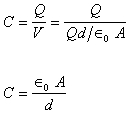 C = Q/V = Q/(Qd/∈₀ A)
C = ∈₀ A/d